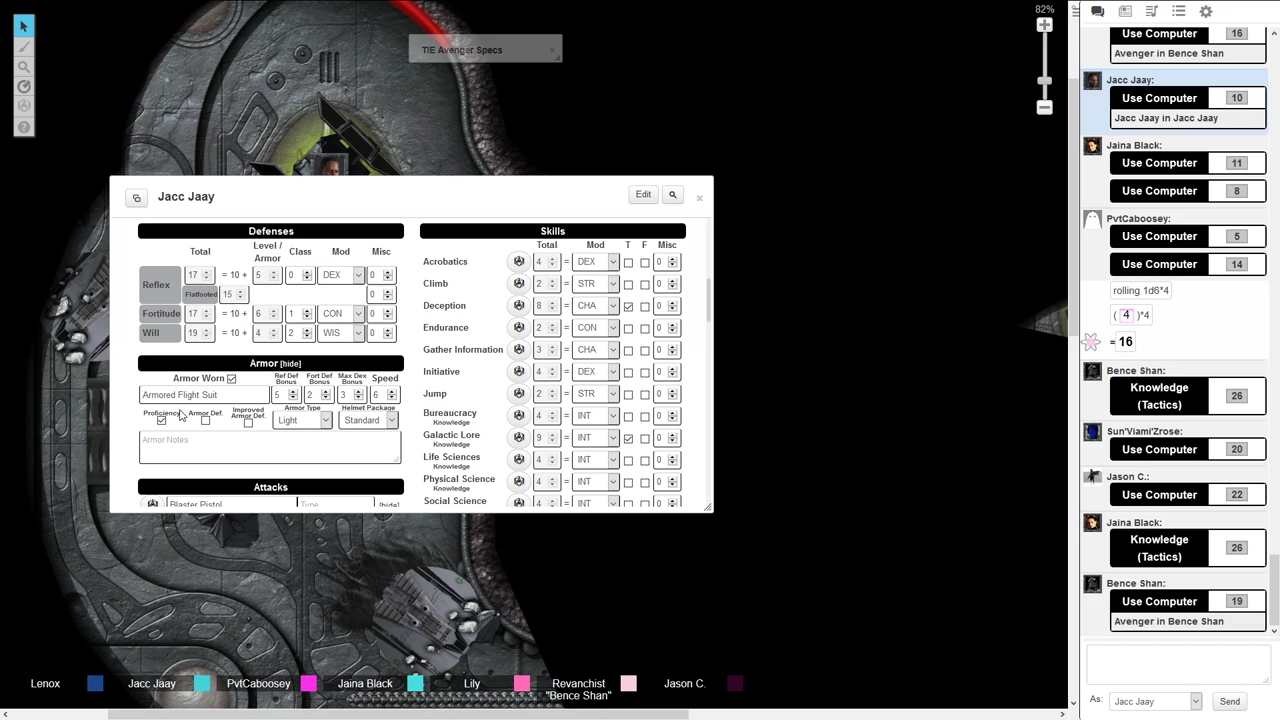 82%
TIE Avenger Specs ×
Use Computer 16
Avenger in Bence Shan
Jacc Jaay:
Use Computer 10
Jacc Jaay in Jacc Jaay
Jaina Black:
Use Computer 11
Use Computer 8
PvtCaboosey:
Use Computer 5
Use Computer 14
rolling 1d6*4
( 4 )*4
= 16
Bence Shan:
Knowledge 26
(Tactics)
Sun'Viami'Zrose:
Use Computer 20
Jason C.:
Use Computer 22
Jaina Black:
Knowledge 26
(Tactics)
Bence Shan:
Use Computer 19
Avenger in Bence Shan
As: Jacc Jaay Send
Jacc Jaay Edit ×
Defenses
Total Level / Armor Class Mod Misc
Reflex 17 = 10 + 5 0 DEX 0
Flatfooted 15 0
Fortitude 17 = 10 + 6 1 CON 0
Will 19 = 10 + 4 2 WIS 0
Armor [hide]
Armor Worn Ref Def Bonus Fort Def Bonus Max Dex Bonus Speed
Armored Flight Suit 5 2 3 6
Proficiency Armor Def. Improved Armor Def. Armor Type Helmet Package
Light Standard
Armor Notes
Attacks
Blaster Pistol Type [hide]
Skills
Total Mod T F Misc
Acrobatics 4 = DEX 0
Climb 2 = STR 0
Deception 8 = CHA 0
Endurance 2 = CON 0
Gather Information 3 = CHA 0
Initiative 4 = DEX 0
Jump 2 = STR 0
Bureaucracy Knowledge 4 = INT 0
Galactic Lore Knowledge 9 = INT 0
Life Sciences Knowledge 4 = INT 0
Physical Science Knowledge 4 = INT 0
Social Science 4 = INT 0
Lenox Jacc Jaay PvtCaboosey Jaina Black Lily Revanchist "Bence Shan" Jason C.